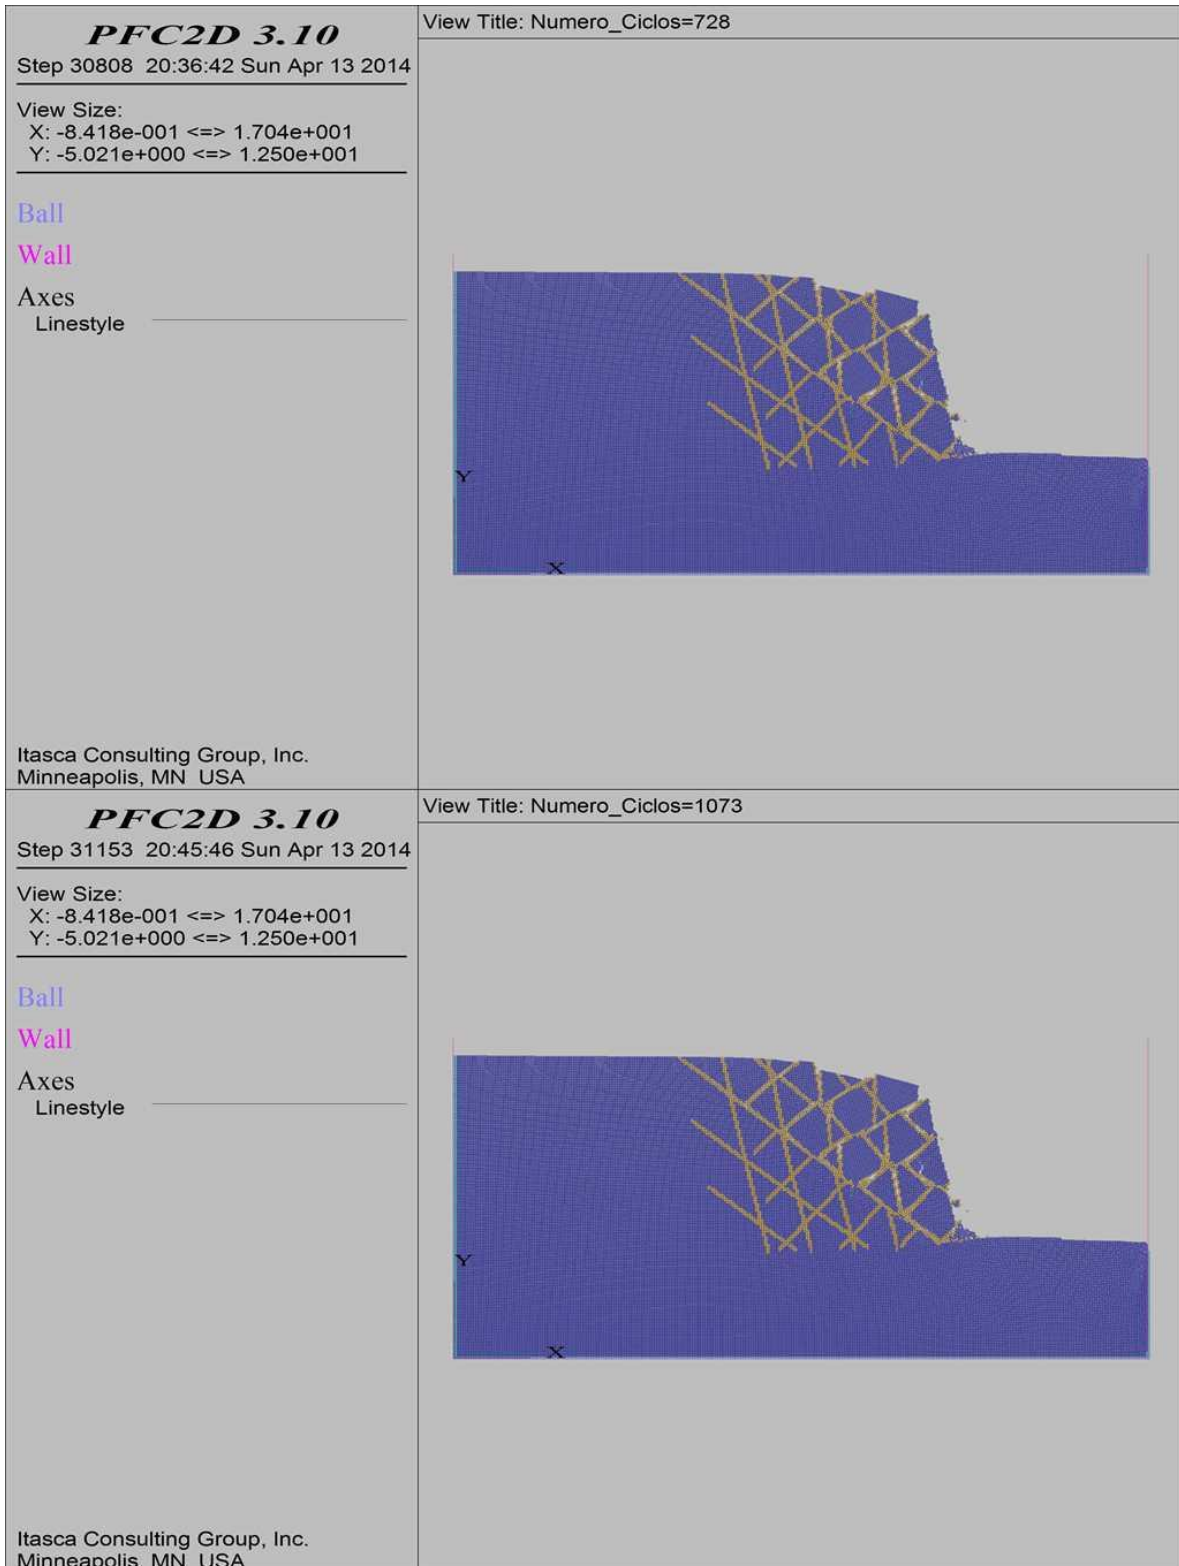 PFC2D 3.10
Step 30808 20:36:42 Sun Apr 13 2014
View Size:
X: -8.418e-001 <=> 1.704e+001
Y: -5.021e+000 <=> 1.250e+001
Ball
Wall
Axes
Linestyle
Itasca Consulting Group, Inc.
Minneapolis, MN USA
View Title: Numero_Ciclos=728
Y
X
PFC2D 3.10
Step 31153 20:45:46 Sun Apr 13 2014
View Size:
X: -8.418e-001 <=> 1.704e+001
Y: -5.021e+000 <=> 1.250e+001
Ball
Wall
Axes
Linestyle
Itasca Consulting Group, Inc.
Minneapolis, MN USA
View Title: Numero_Ciclos=1073
Y
X